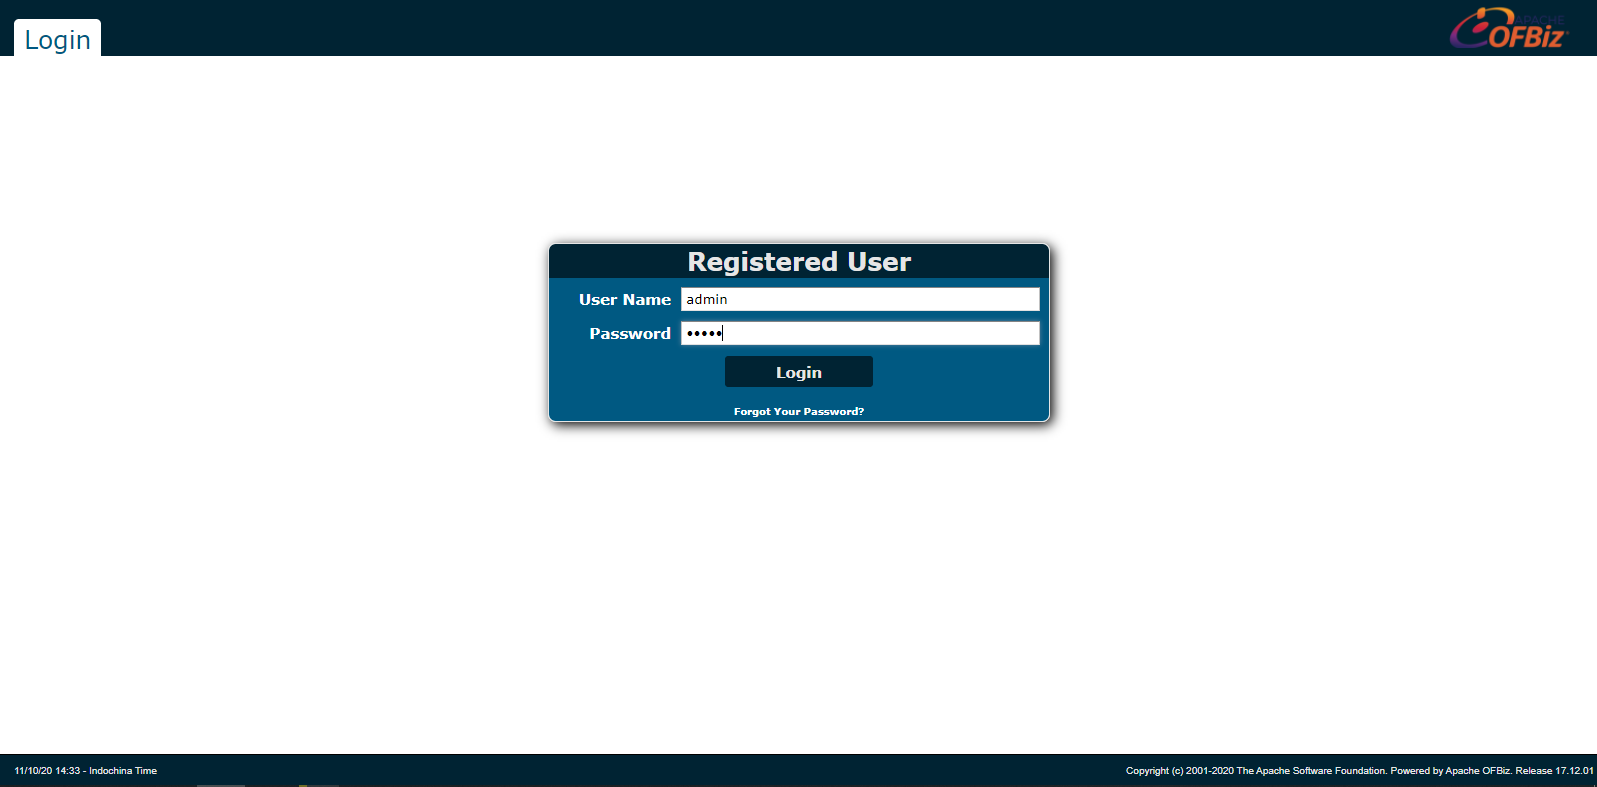 Login
APACHE
OFBiz
Registered User
User Name admin
Password •••••
Login
Forgot Your Password?
11/10/20 14:33 - Indochina Time
Copyright (c) 2001-2020 The Apache Software Foundation. Powered by Apache OFBiz. Release 17.12.01